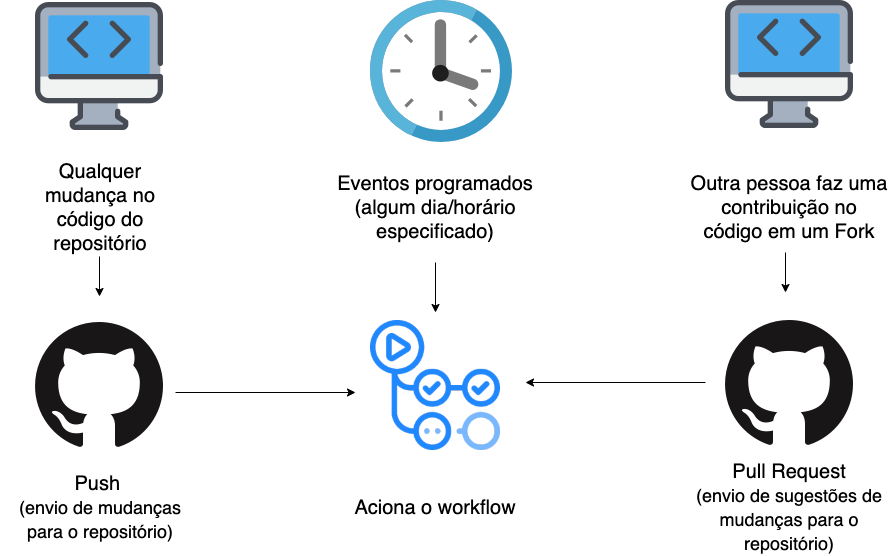 Qualquer
mudança no
código do
repositório
Eventos programados
(algum dia/horário
especificado)
Outra pessoa faz uma
contribuição no
código em um Fork
Push
(envio de mudanças
para o repositório)
Aciona o workflow
Pull Request
(envio de sugestões de
mudanças para o
repositório)